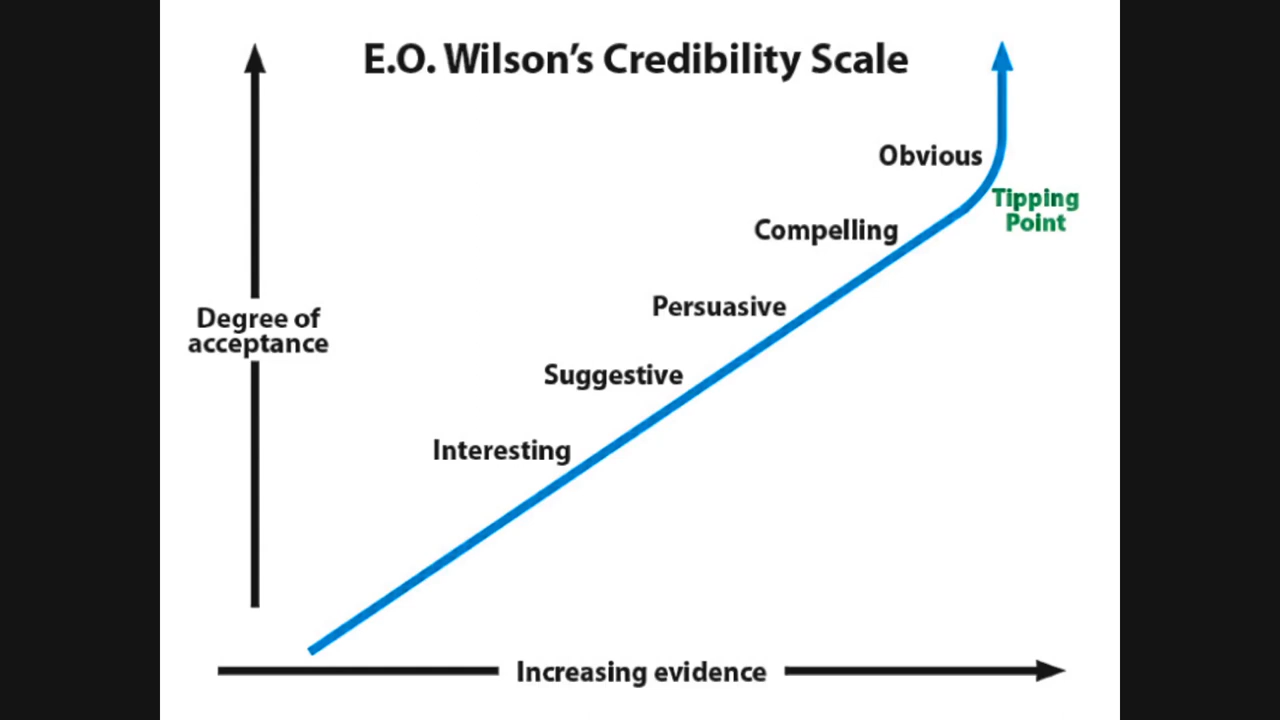 E.O. Wilson’s Credibility Scale
Obvious
Tipping
Point
Compelling
Persuasive
Degree of
acceptance
Suggestive
Interesting
Increasing evidence